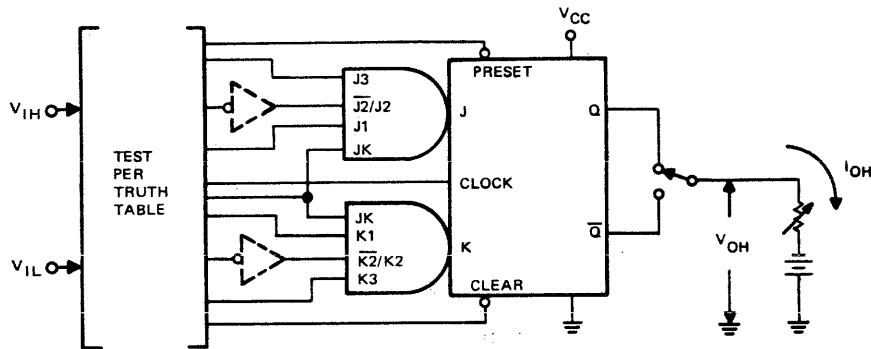 V_CC
PRESET
J3
J2̅/J2
J1
JK
J
Q
V_IH
TEST
PER
TRUTH
TABLE
CLOCK
I_OH
JK
K1
K2̅/K2
K3
K
Q̅
V_OH
V_IL
CLEAR